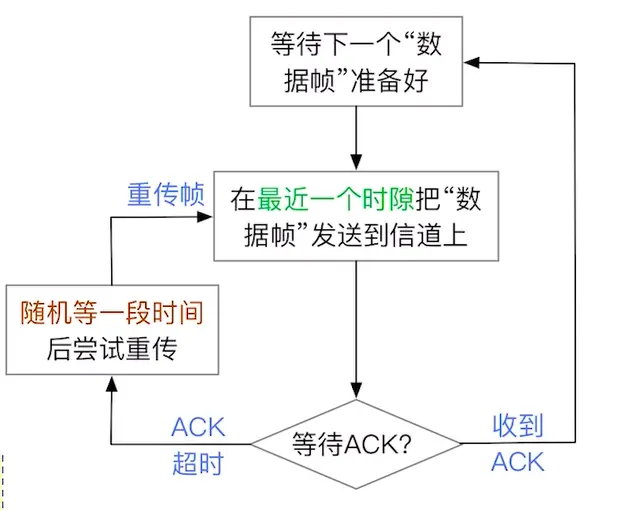 等待下一个“数
据帧”准备好
重传帧
在最近一个时隙把“数
据帧”发送到信道上
随机等一段时间
后尝试重传
ACK
超时
等待ACK?
收到
ACK